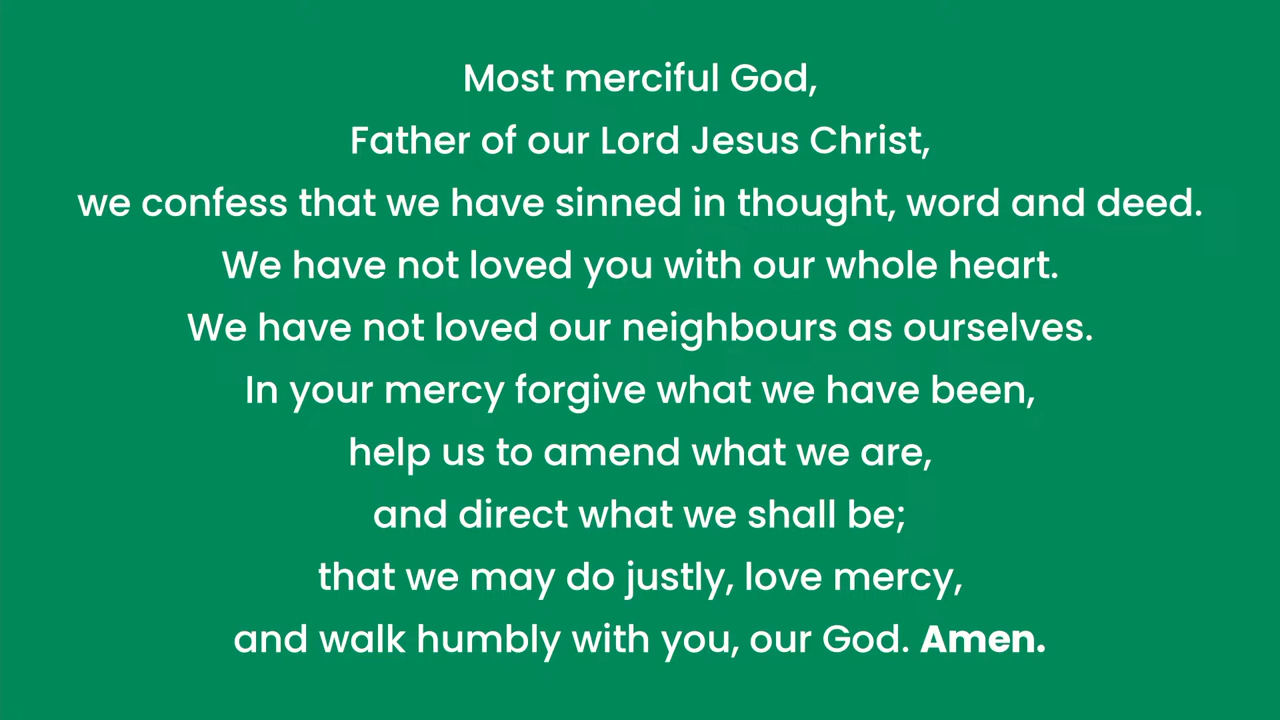 Most merciful God,
Father of our Lord Jesus Christ,
we confess that we have sinned in thought, word and deed.
We have not loved you with our whole heart.
We have not loved our neighbours as ourselves.
In your mercy forgive what we have been,
help us to amend what we are,
and direct what we shall be;
that we may do justly, love mercy,
and walk humbly with you, our God. Amen.